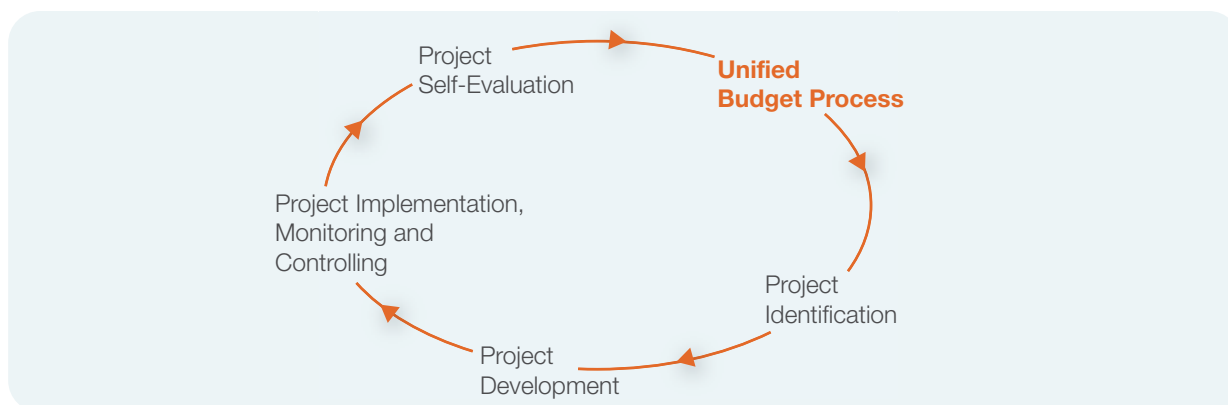 Project
Self-Evaluation
Unified
Budget Process
Project Identification
Project
Development
Project Implementation,
Monitoring and
Controlling